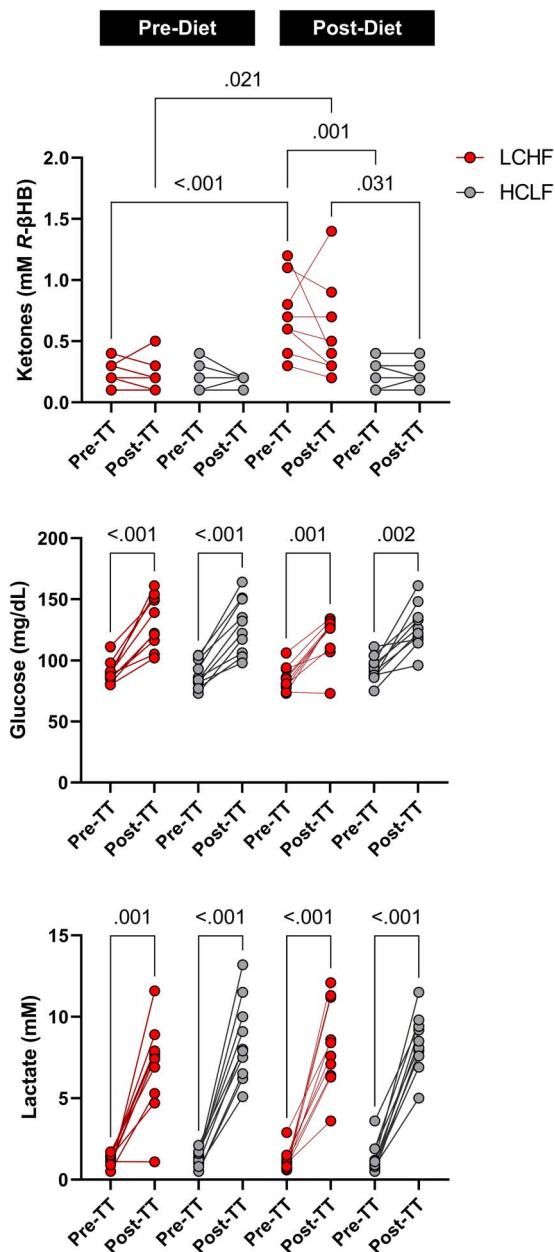 Pre-Diet Post-Diet
.021
.001
LCHF
<.001 .031
HCLF
Ketones (mM R-βHB)
2.0
1.5
1.0
0.5
0.0
Pre-TT Post-TT Pre-TT Post-TT Pre-TT Post-TT Pre-TT Post-TT
<.001 <.001 .001 .002
Glucose (mg/dL)
200
150
100
50
0
Pre-TT Post-TT Pre-TT Post-TT Pre-TT Post-TT Pre-TT Post-TT
.001 <.001 <.001 <.001
Lactate (mM)
15
10
5
0
Pre-TT Post-TT Pre-TT Post-TT Pre-TT Post-TT Pre-TT Post-TT